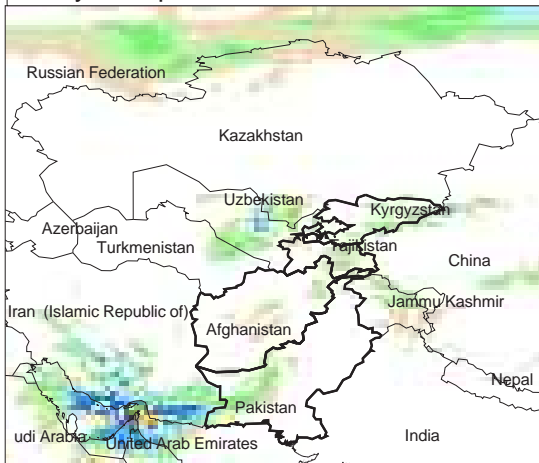 Russian Federation
Kazakhstan
Uzbekistan
Kyrgyzstan
Azerbaijan
Turkmenistan
Tajikistan
China
Iran (Islamic Republic of)
Jammu Kashmir
Afghanistan
Nepal
Pakistan
udi Arabia
United Arab Emirates
India